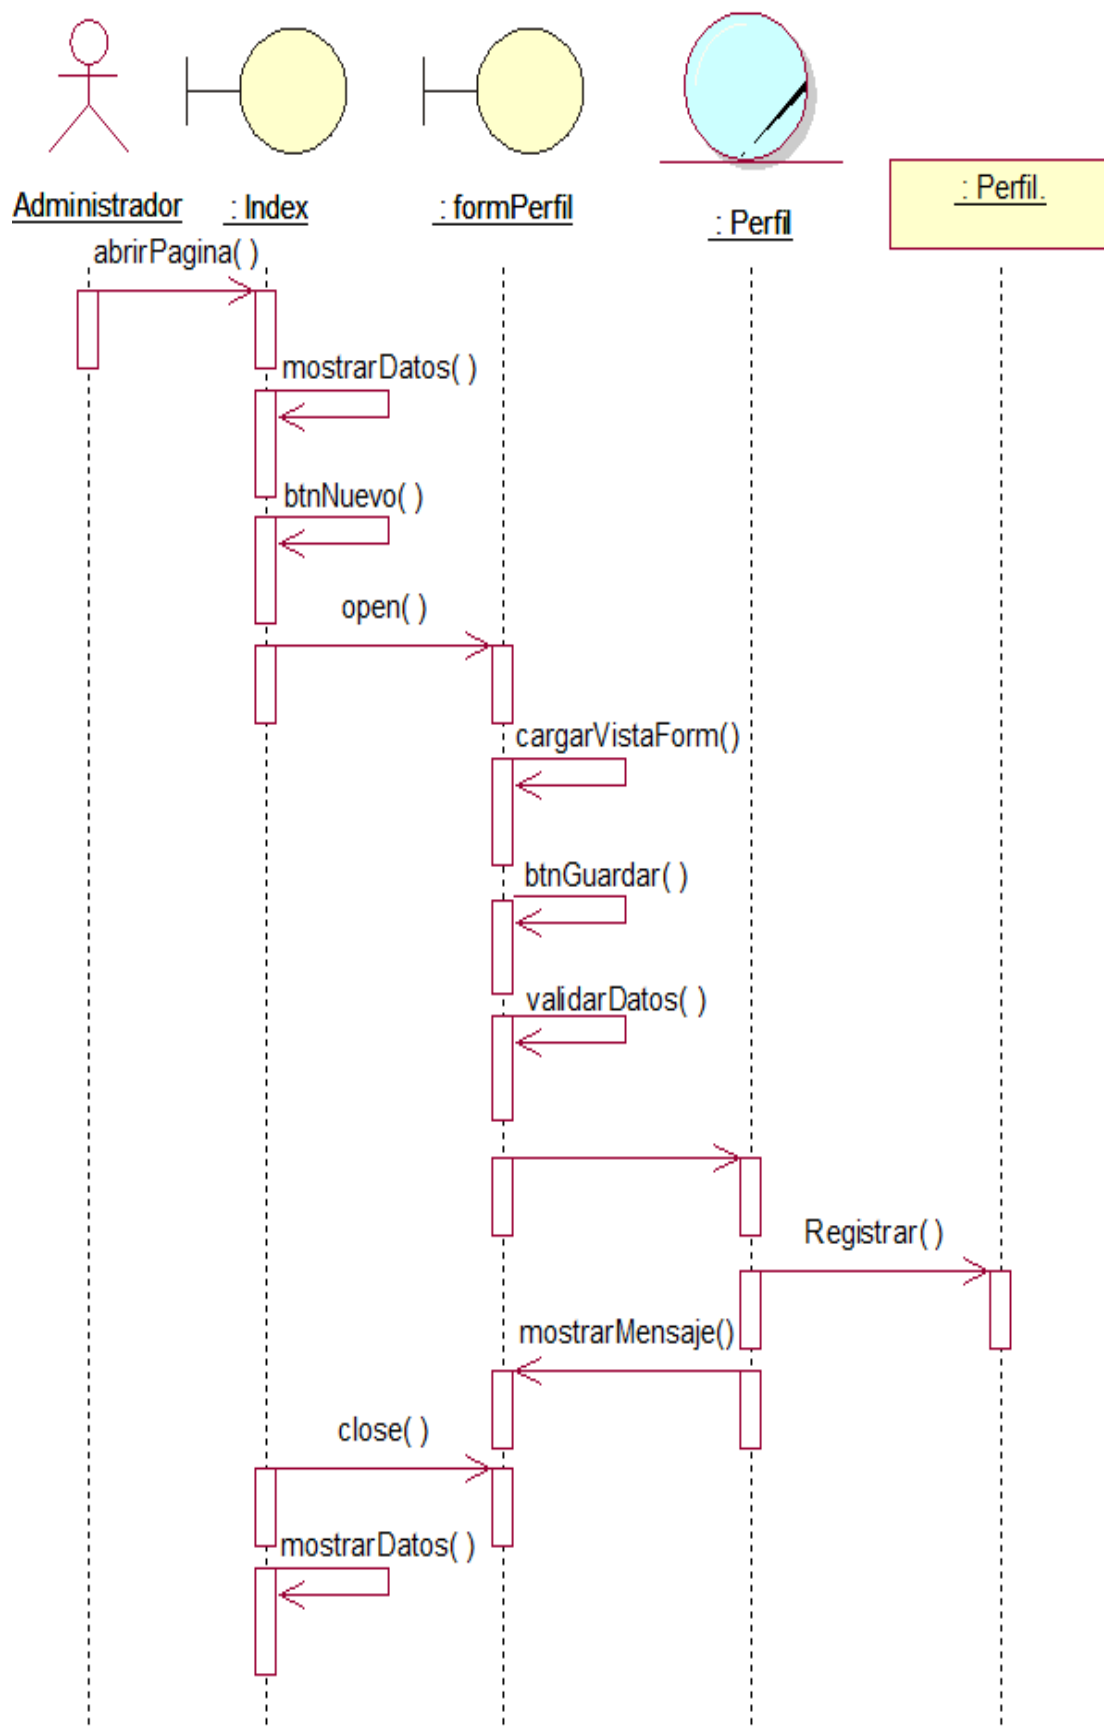 Administrador
: Index
: formPerfil
: Perfil
: Perfil.
abrirPagina( )
mostrarDatos( )
btnNuevo( )
open( )
cargarVistaForm()
btnGuardar( )
validarDatos( )
Registrar( )
mostrarMensaje()
close( )
mostrarDatos( )